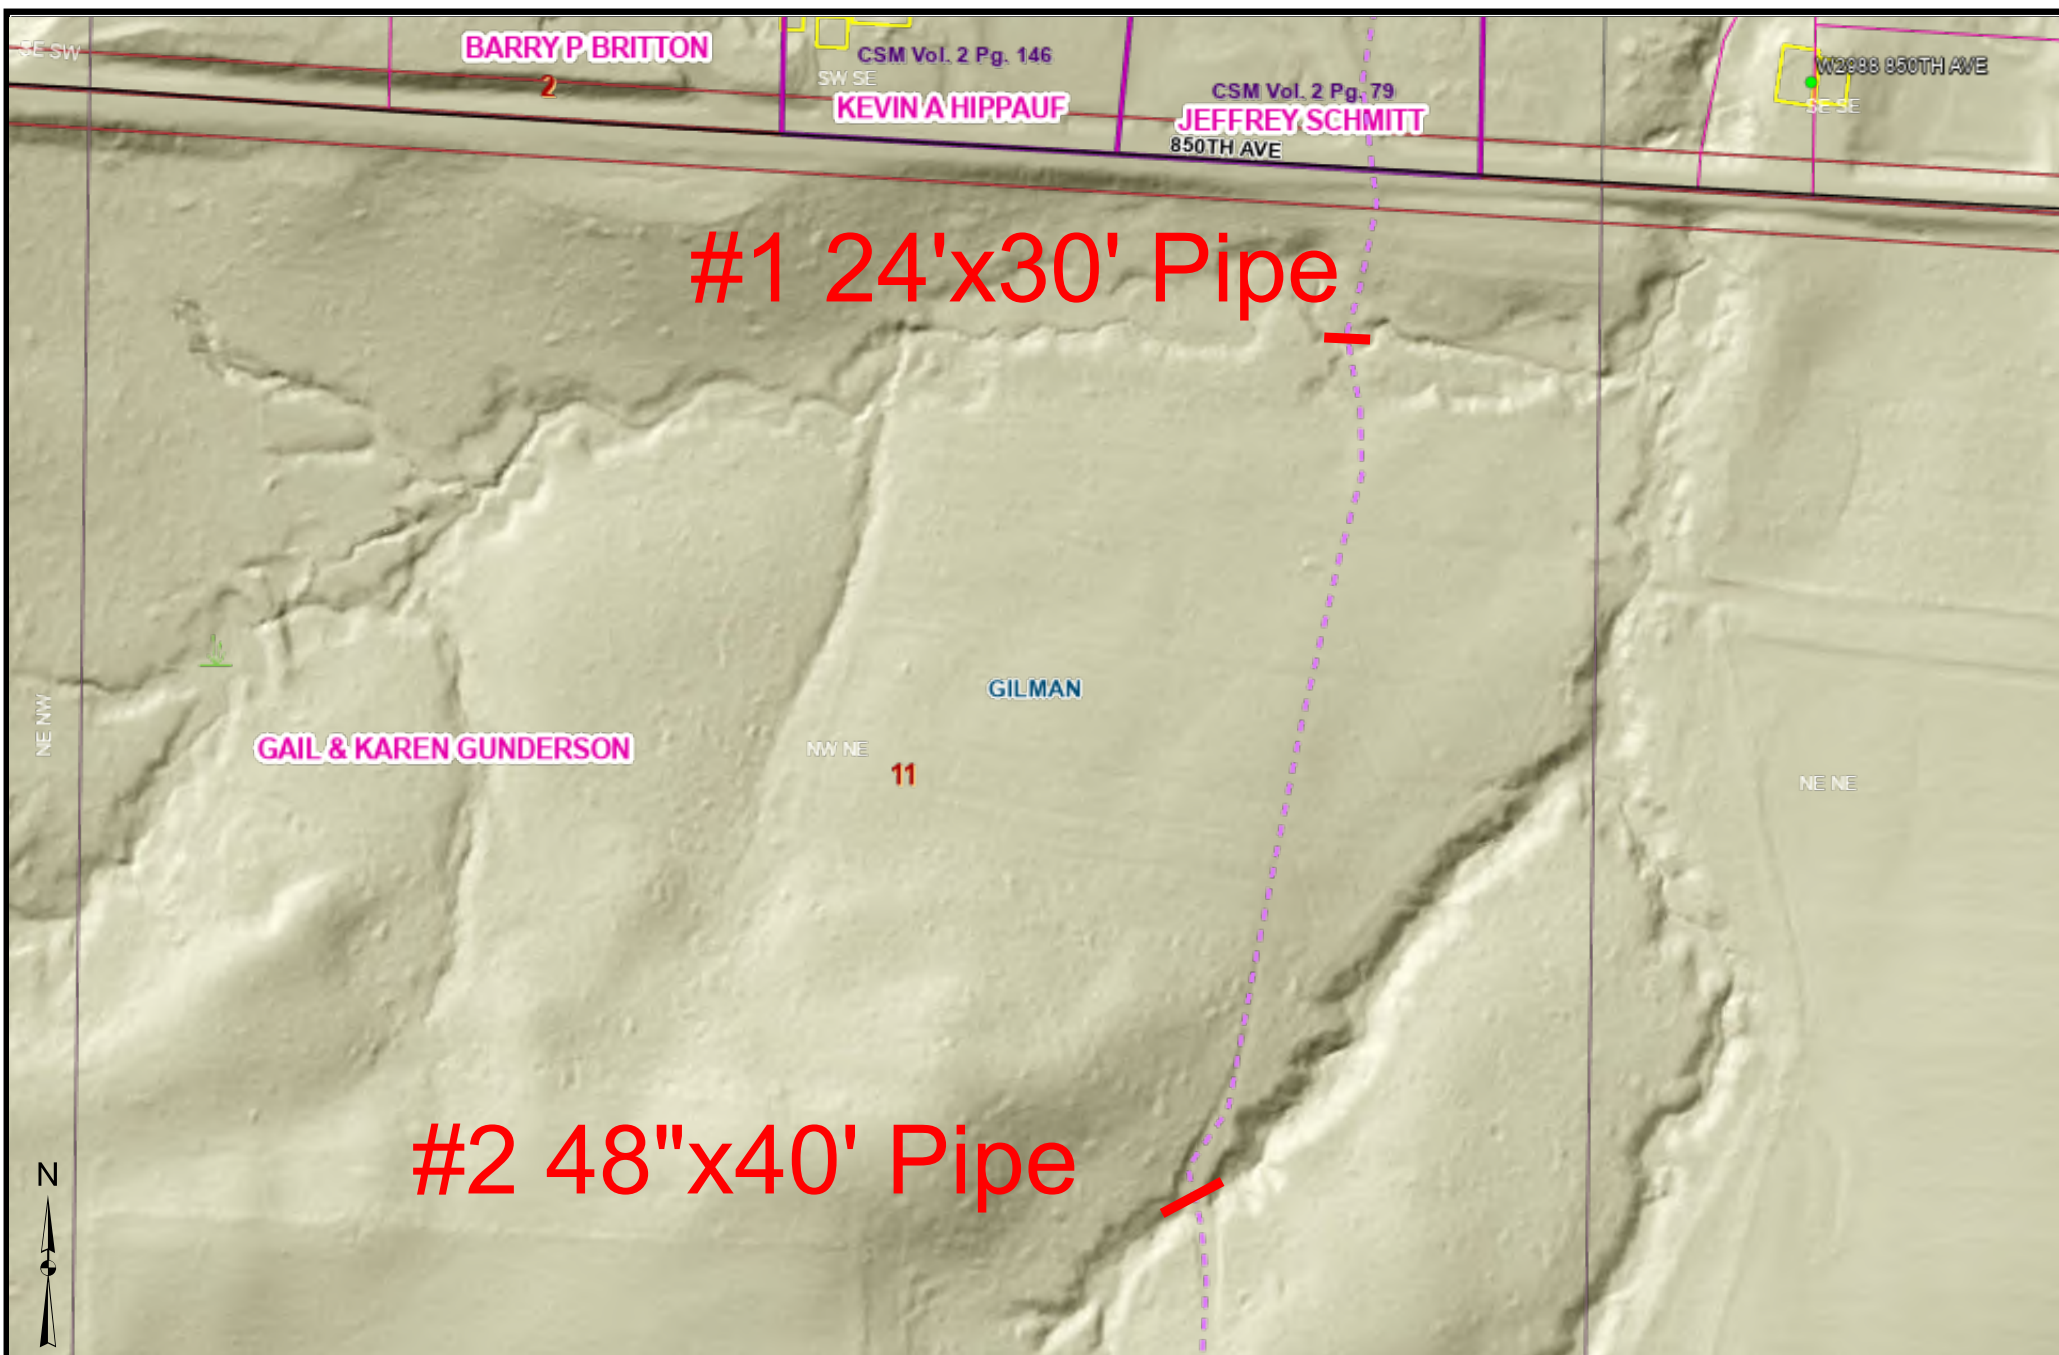 SE SW
BARRY P BRITTON
2
CSM Vol. 2 Pg. 146
SW SE
KEVIN A HIPPAUF
CSM Vol. 2 Pg. 79
JEFFREY SCHMITT
850TH AVE
W2988 850TH AVE
SE SE
#1 24'x30' Pipe
GILMAN
NE NW
GAIL & KAREN GUNDERSON
NW NE
11
NE NE
#2 48"x40' Pipe
N